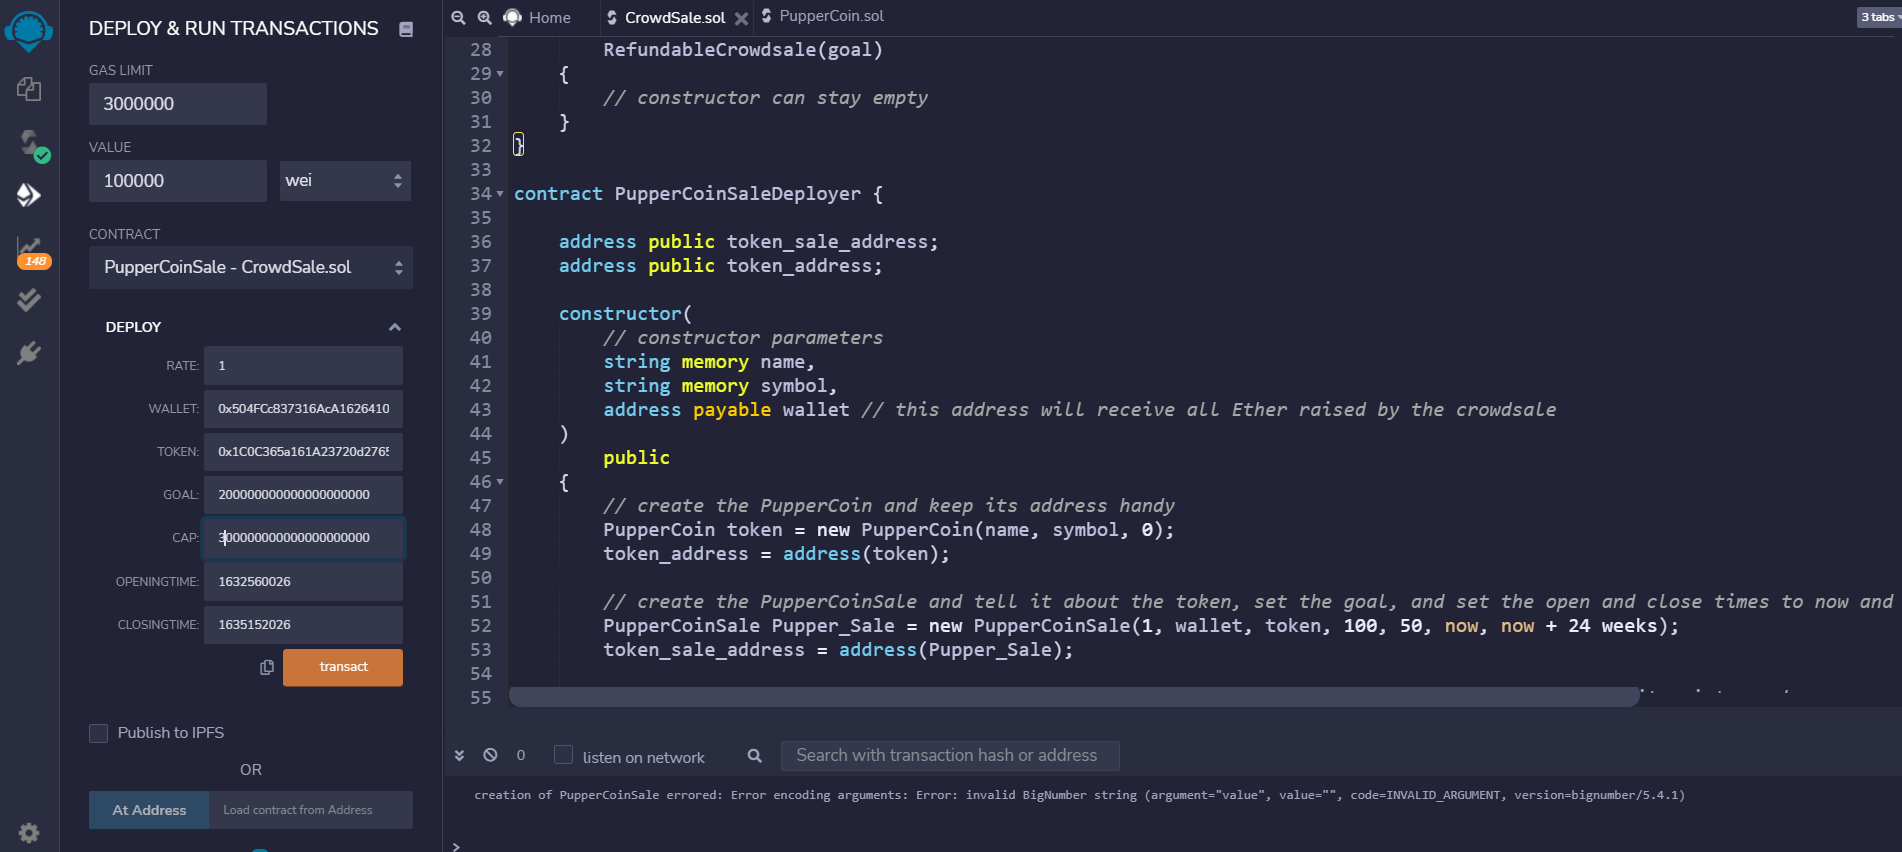 DEPLOY & RUN TRANSACTIONS
GAS LIMIT
3000000
VALUE
100000
wei
CONTRACT
PupperCoinSale - CrowdSale.sol
DEPLOY
RATE: 1
WALLET: 0x504FCc837316AcA1626410
TOKEN: 0x1C0C365a161A23720d2765
GOAL: 200000000000000000000
CAP: 300000000000000000000
OPENINGTIME: 1632560026
CLOSINGTIME: 1635152026
transact
Publish to IPFS
OR
At Address Load contract from Address
148
Home CrowdSale.sol PupperCoin.sol 3 tabs
28 RefundableCrowdsale(goal)
29 {
30 // constructor can stay empty
31 }
32 }
33
34 contract PupperCoinSaleDeployer {
35
36 address public token_sale_address;
37 address public token_address;
38
39 constructor(
40 // constructor parameters
41 string memory name,
42 string memory symbol,
43 address payable wallet // this address will receive all Ether raised by the crowdsale
44 )
45 public
46 {
47 // create the PupperCoin and keep its address handy
48 PupperCoin token = new PupperCoin(name, symbol, 0);
49 token_address = address(token);
50
51 // create the PupperCoinSale and tell it about the token, set the goal, and set the open and close times to now and
52 PupperCoinSale Pupper_Sale = new PupperCoinSale(1, wallet, token, 100, 50, now, now + 24 weeks);
53 token_sale_address = address(Pupper_Sale);
54
55
0 listen on network Search with transaction hash or address
creation of PupperCoinSale errored: Error encoding arguments: Error: invalid BigNumber string (argument="value", value="", code=INVALID_ARGUMENT, version=bignumber/5.4.1)
>